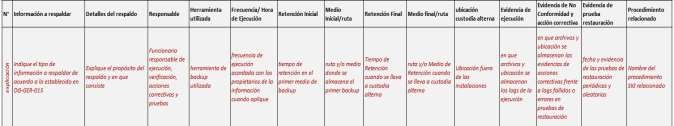 N°
Información a respaldar
Detalles del respaldo
Responsable
Herramienta
utilizada
Frecuencia/ Hora
de Ejecución
Retención Inicial
Medio
Inicial/ruta
Retención Final
Medio final/ruta
ubicación
custodia alterna
Evidencia de
ejecución
Evidencia de No
Conformidad y
acción correctiva
Evidencia de
prueba
restauración
Procedimiento
relacionado
explicación
Indique el tipo de
información a respaldar de
acuerdo a lo establecido en
DG-GER-015
Explique el propósito del
respaldo y en que
consiste
Funcionario
responsable de
ejecución,
verificación,
acciones
correctivas y
pruebas
herramienta de
backup
utilizada
frecuencia de
ejecución
acordada con los
propietarios de la
información
cuando aplique
tiempo de
retención en el
primer medio de
backup
ruta y/o medio
donde se
almacena el
primer backup
Tiempo de
Retención
cuando se lleva
a custodia
alterna
ruta y/o Medio de
Retención cuando
se lleva a custodia
alterna
Ubicación fuera
de las
instalaciones
en que
archivos y
ubicación se
almacenan
los logs de la
ejecución
en que archivos y
ubicación se
almacenan las
evidencias de
acciones
correctivas frente
a logs fallidos o
errores en
pruebas de
restauración
fecha y evidencia
de las pruebas de
restauración
periódicas y
aleatorias
Nombre del
procedimiento
SIG relacionado